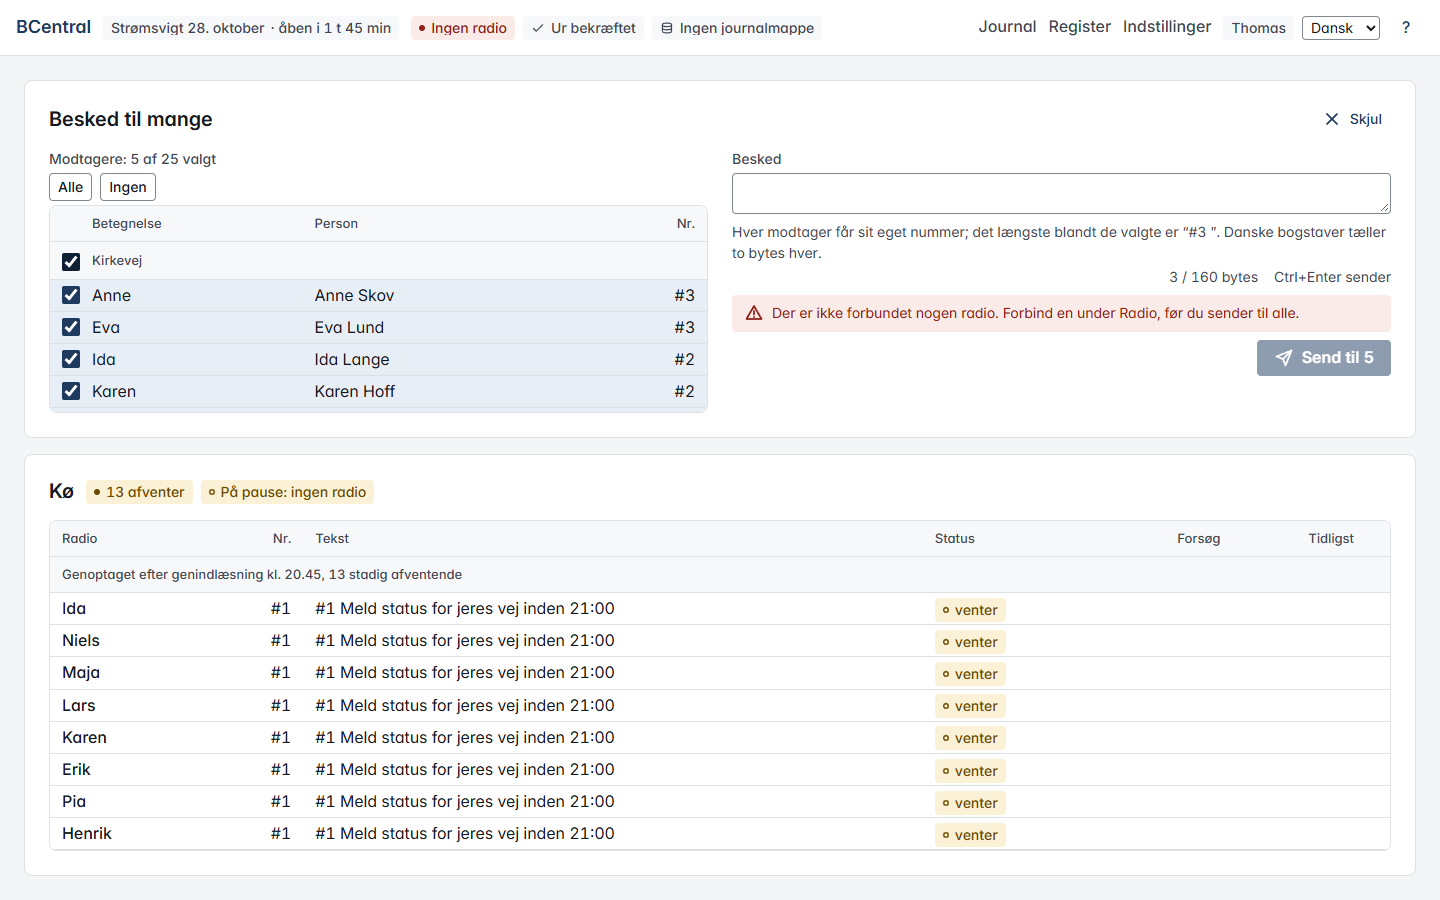 BCentral
Strømsvigt 28. oktober · åben i 1 t 45 min
Ingen radio
Ur bekræftet
Ingen journalmappe
Journal
Register
Indstillinger
Thomas
Dansk
?
Besked til mange
Skjul
Modtagere: 5 af 25 valgt
Alle
Ingen
Betegnelse Person Nr.
Kirkevej
Anne Anne Skov #3
Eva Eva Lund #3
Ida Ida Lange #2
Karen Karen Hoff #2
Besked
Hver modtager får sit eget nummer; det længste blandt de valgte er “#3 ”. Danske bogstaver tæller
to bytes hver.
3 / 160 bytes Ctrl+Enter sender
Der er ikke forbundet nogen radio. Forbind en under Radio, før du sender til alle.
Send til 5
Kø
13 afventer
På pause: ingen radio
Radio Nr. Tekst Status Forsøg Tidligst
Genoptaget efter genindlæsning kl. 20.45, 13 stadig afventende
Ida #1 #1 Meld status for jeres vej inden 21:00 venter
Niels #1 #1 Meld status for jeres vej inden 21:00 venter
Maja #1 #1 Meld status for jeres vej inden 21:00 venter
Lars #1 #1 Meld status for jeres vej inden 21:00 venter
Karen #1 #1 Meld status for jeres vej inden 21:00 venter
Erik #1 #1 Meld status for jeres vej inden 21:00 venter
Pia #1 #1 Meld status for jeres vej inden 21:00 venter
Henrik #1 #1 Meld status for jeres vej inden 21:00 venter